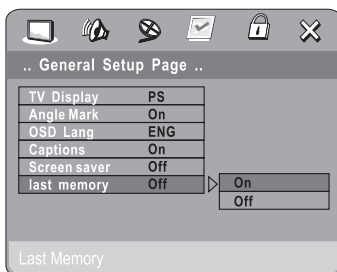 .. General Setup Page ..
TV Display PS
Angle Mark On
OSD Lang ENG
Captions On
Screen saver Off
last memory Off
On
Off
Last Memory